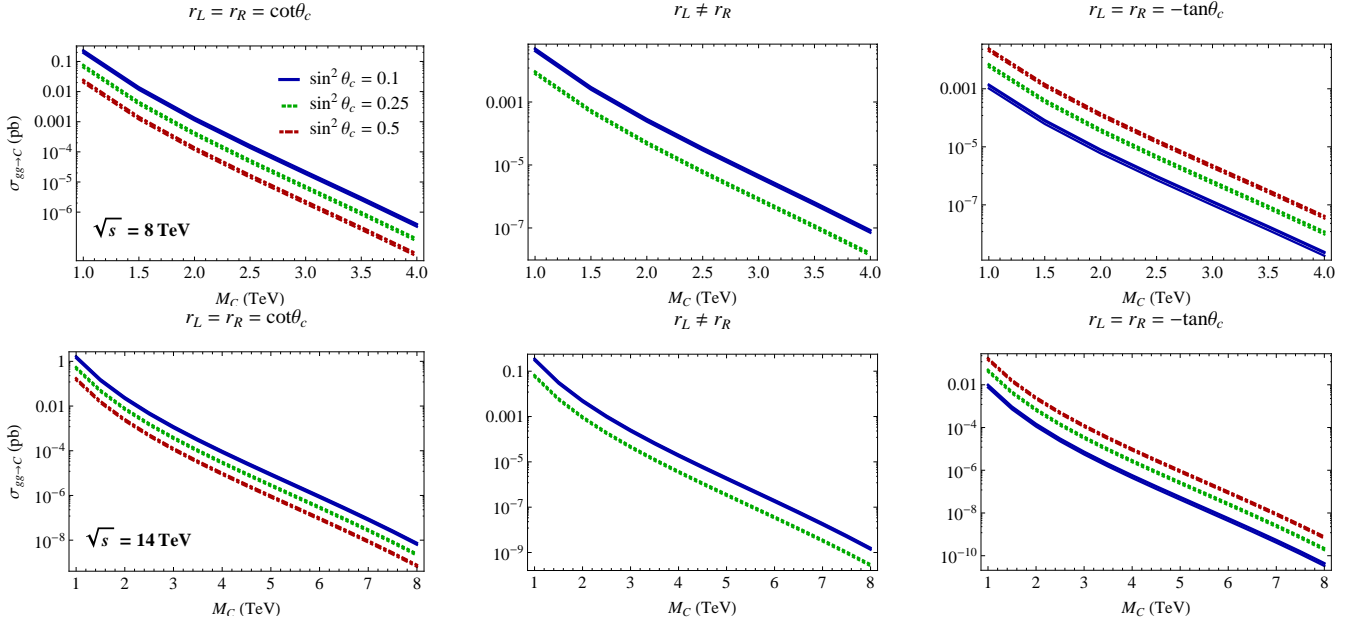 r_L = r_R = cotθ_c
r_L ≠ r_R
r_L = r_R = −tanθ_c
σ_{gg→C} (pb)
0.1
0.01
0.001
10^{-4}
10^{-5}
10^{-6}
sin² θ_c = 0.1
sin² θ_c = 0.25
sin² θ_c = 0.5
√s = 8 TeV
1.0 1.5 2.0 2.5 3.0 3.5 4.0
M_C (TeV)
0.001
10^{-5}
10^{-7}
1.0 1.5 2.0 2.5 3.0 3.5 4.0
M_C (TeV)
0.001
10^{-5}
10^{-7}
1.0 1.5 2.0 2.5 3.0 3.5 4.0
M_C (TeV)
r_L = r_R = cotθ_c
r_L ≠ r_R
r_L = r_R = −tanθ_c
σ_{gg→C} (pb)
1
0.01
10^{-4}
10^{-6}
10^{-8}
√s = 14 TeV
1 2 3 4 5 6 7 8
M_C (TeV)
0.1
0.001
10^{-5}
10^{-7}
10^{-9}
1 2 3 4 5 6 7 8
M_C (TeV)
0.01
10^{-4}
10^{-6}
10^{-8}
10^{-10}
1 2 3 4 5 6 7 8
M_C (TeV)